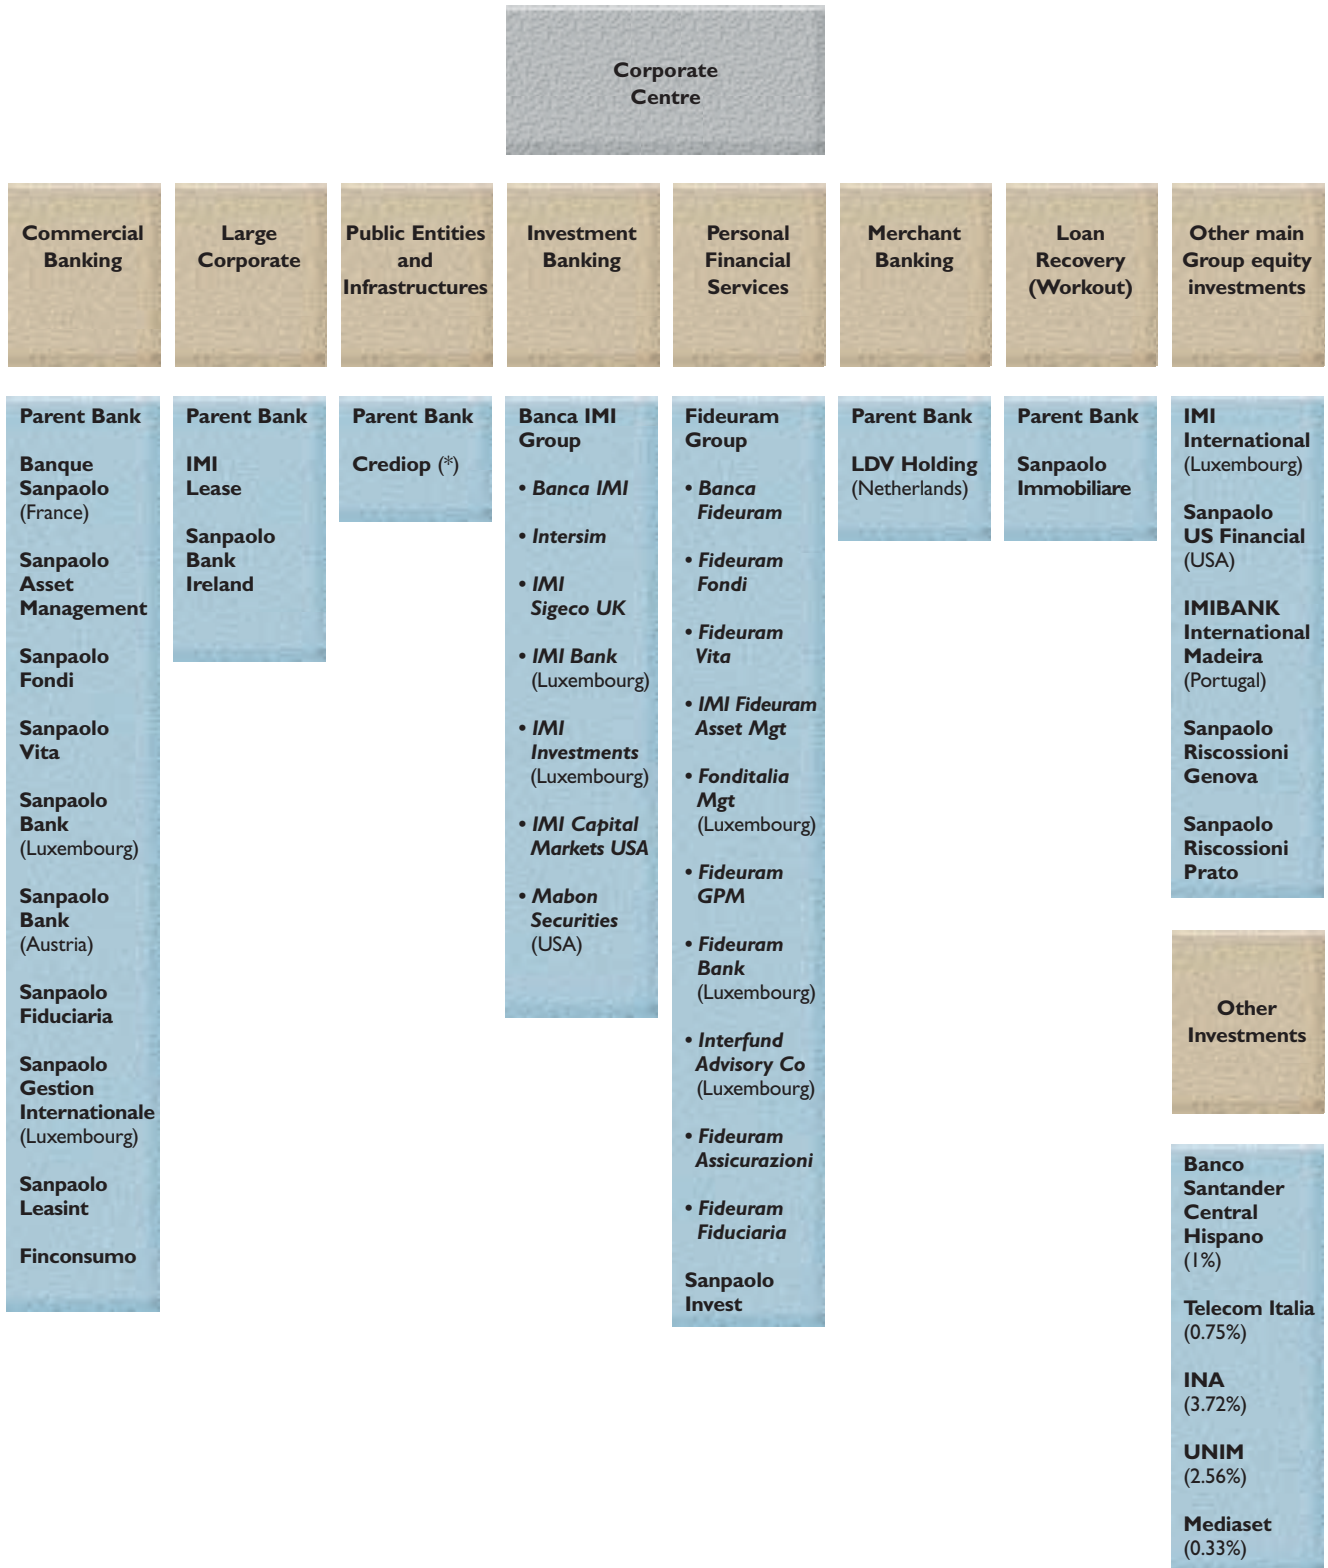 Corporate
Centre
Commercial
Banking
Large
Corporate
Public Entities
and
Infrastructures
Investment
Banking
Personal
Financial
Services
Merchant
Banking
Loan
Recovery
(Workout)
Other main
Group equity
investments
Parent Bank
Banque
Sanpaolo
(France)
Sanpaolo
Asset
Management
Sanpaolo
Fondi
Sanpaolo
Vita
Sanpaolo
Bank
(Luxembourg)
Sanpaolo
Bank
(Austria)
Sanpaolo
Fiduciaria
Sanpaolo
Gestion
Internationale
(Luxembourg)
Sanpaolo
Leasint
Finconsumo
Parent Bank
IMI
Lease
Sanpaolo
Bank
Ireland
Parent Bank
Crediop (*)
Banca IMI
Group
• Banca IMI
• Intersim
• IMI
Sigeco UK
• IMI Bank
(Luxembourg)
• IMI
Investments
(Luxembourg)
• IMI Capital
Markets USA
• Mabon
Securities
(USA)
Fideuram
Group
• Banca
Fideuram
• Fideuram
Fondi
• Fideuram
Vita
• IMI Fideuram
Asset Mgt
• Fonditalia
Mgt
(Luxembourg)
• Fideuram
GPM
• Fideuram
Bank
(Luxembourg)
• Interfund
Advisory Co
(Luxembourg)
• Fideuram
Assicurazioni
• Fideuram
Fiduciaria
Sanpaolo
Invest
Parent Bank
LDV Holding
(Netherlands)
Parent Bank
Sanpaolo
Immobiliare
IMI
International
(Luxembourg)
Sanpaolo
US Financial
(USA)
IMIBANK
International
Madeira
(Portugal)
Sanpaolo
Riscossioni
Genova
Sanpaolo
Riscossioni
Prato
Other
Investments
Banco
Santander
Central
Hispano
(1%)
Telecom Italia
(0.75%)
INA
(3.72%)
UNIM
(2.56%)
Mediaset
(0.33%)